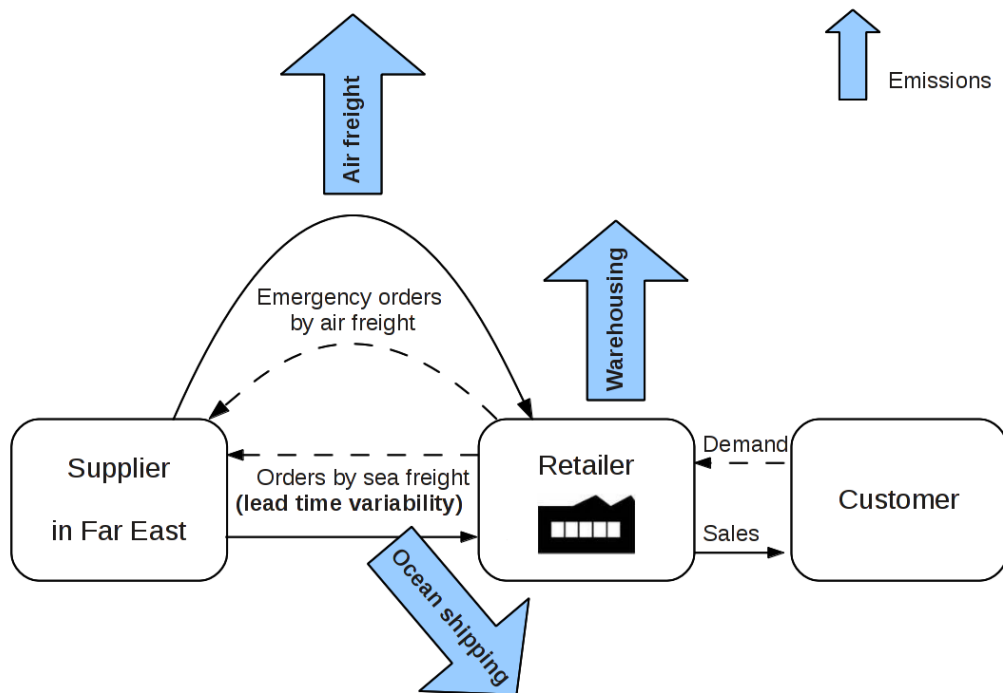 Emissions
Air freight
Emergency orders
by air freight
Warehousing
Supplier
in Far East
Orders by sea freight
(lead time variability)
Retailer
Demand
Sales
Customer
Ocean shipping